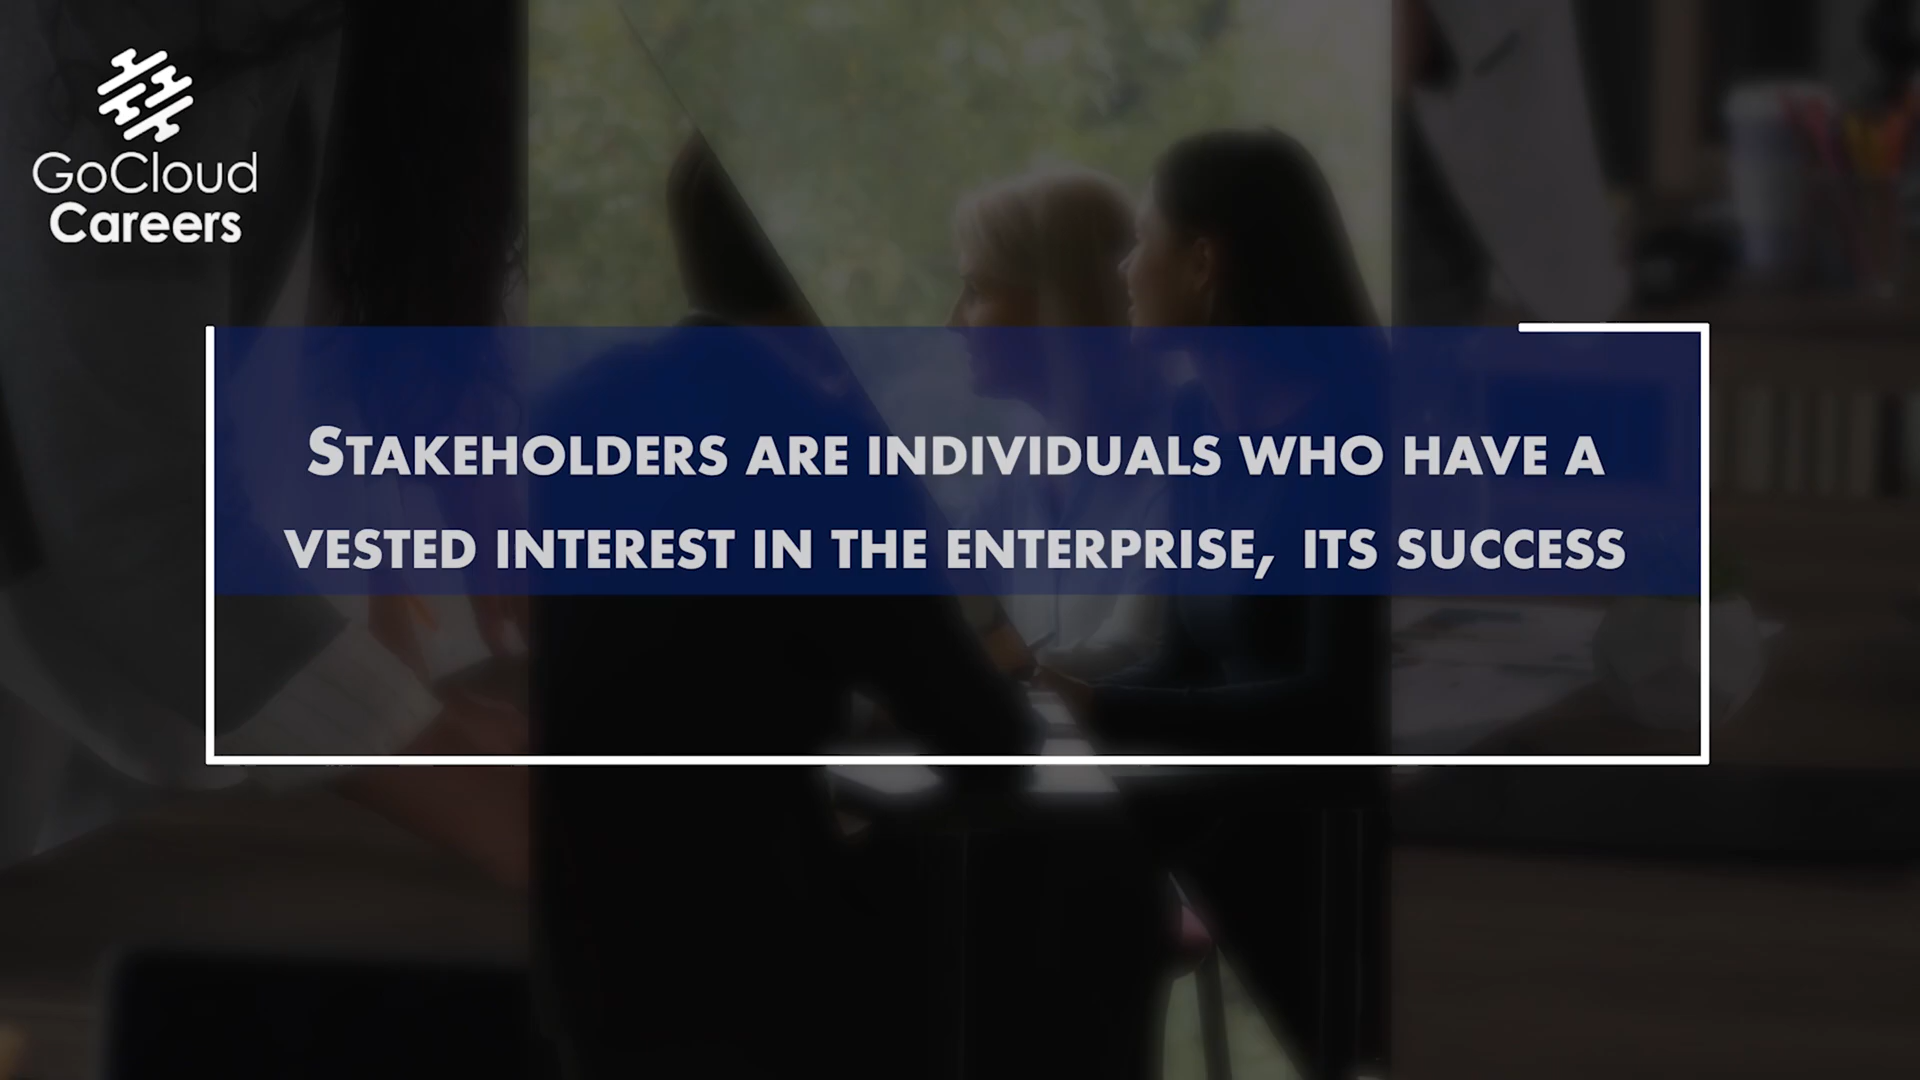 GoCloud
Careers
Stakeholders are individuals who have a
vested interest in the enterprise, its success